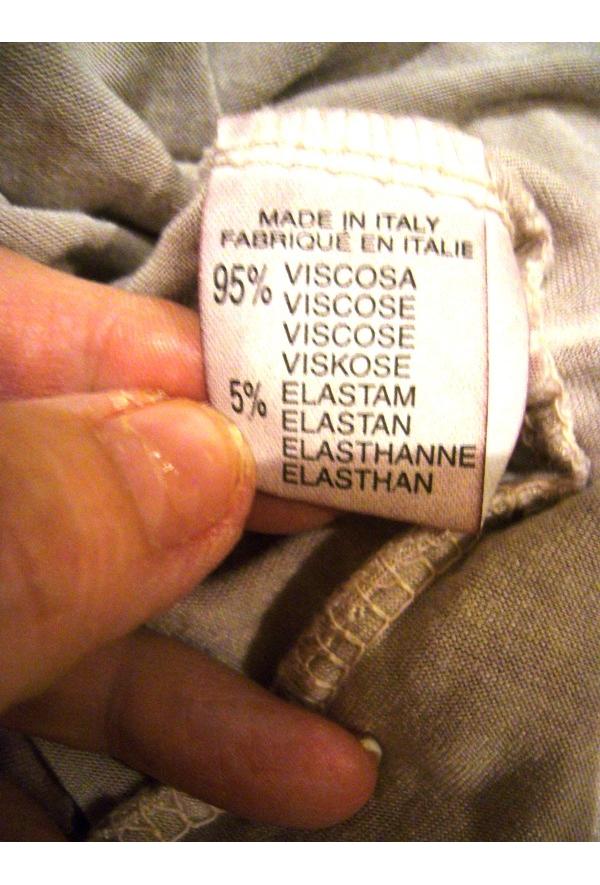 MADE IN ITALY
FABRIQUÉ EN ITALIE
95% VISCOSA
VISCOSE
VISCOSE
VISKOSE
5% ELASTAM
ELASTAN
ELASTHANNE
ELASTHAN